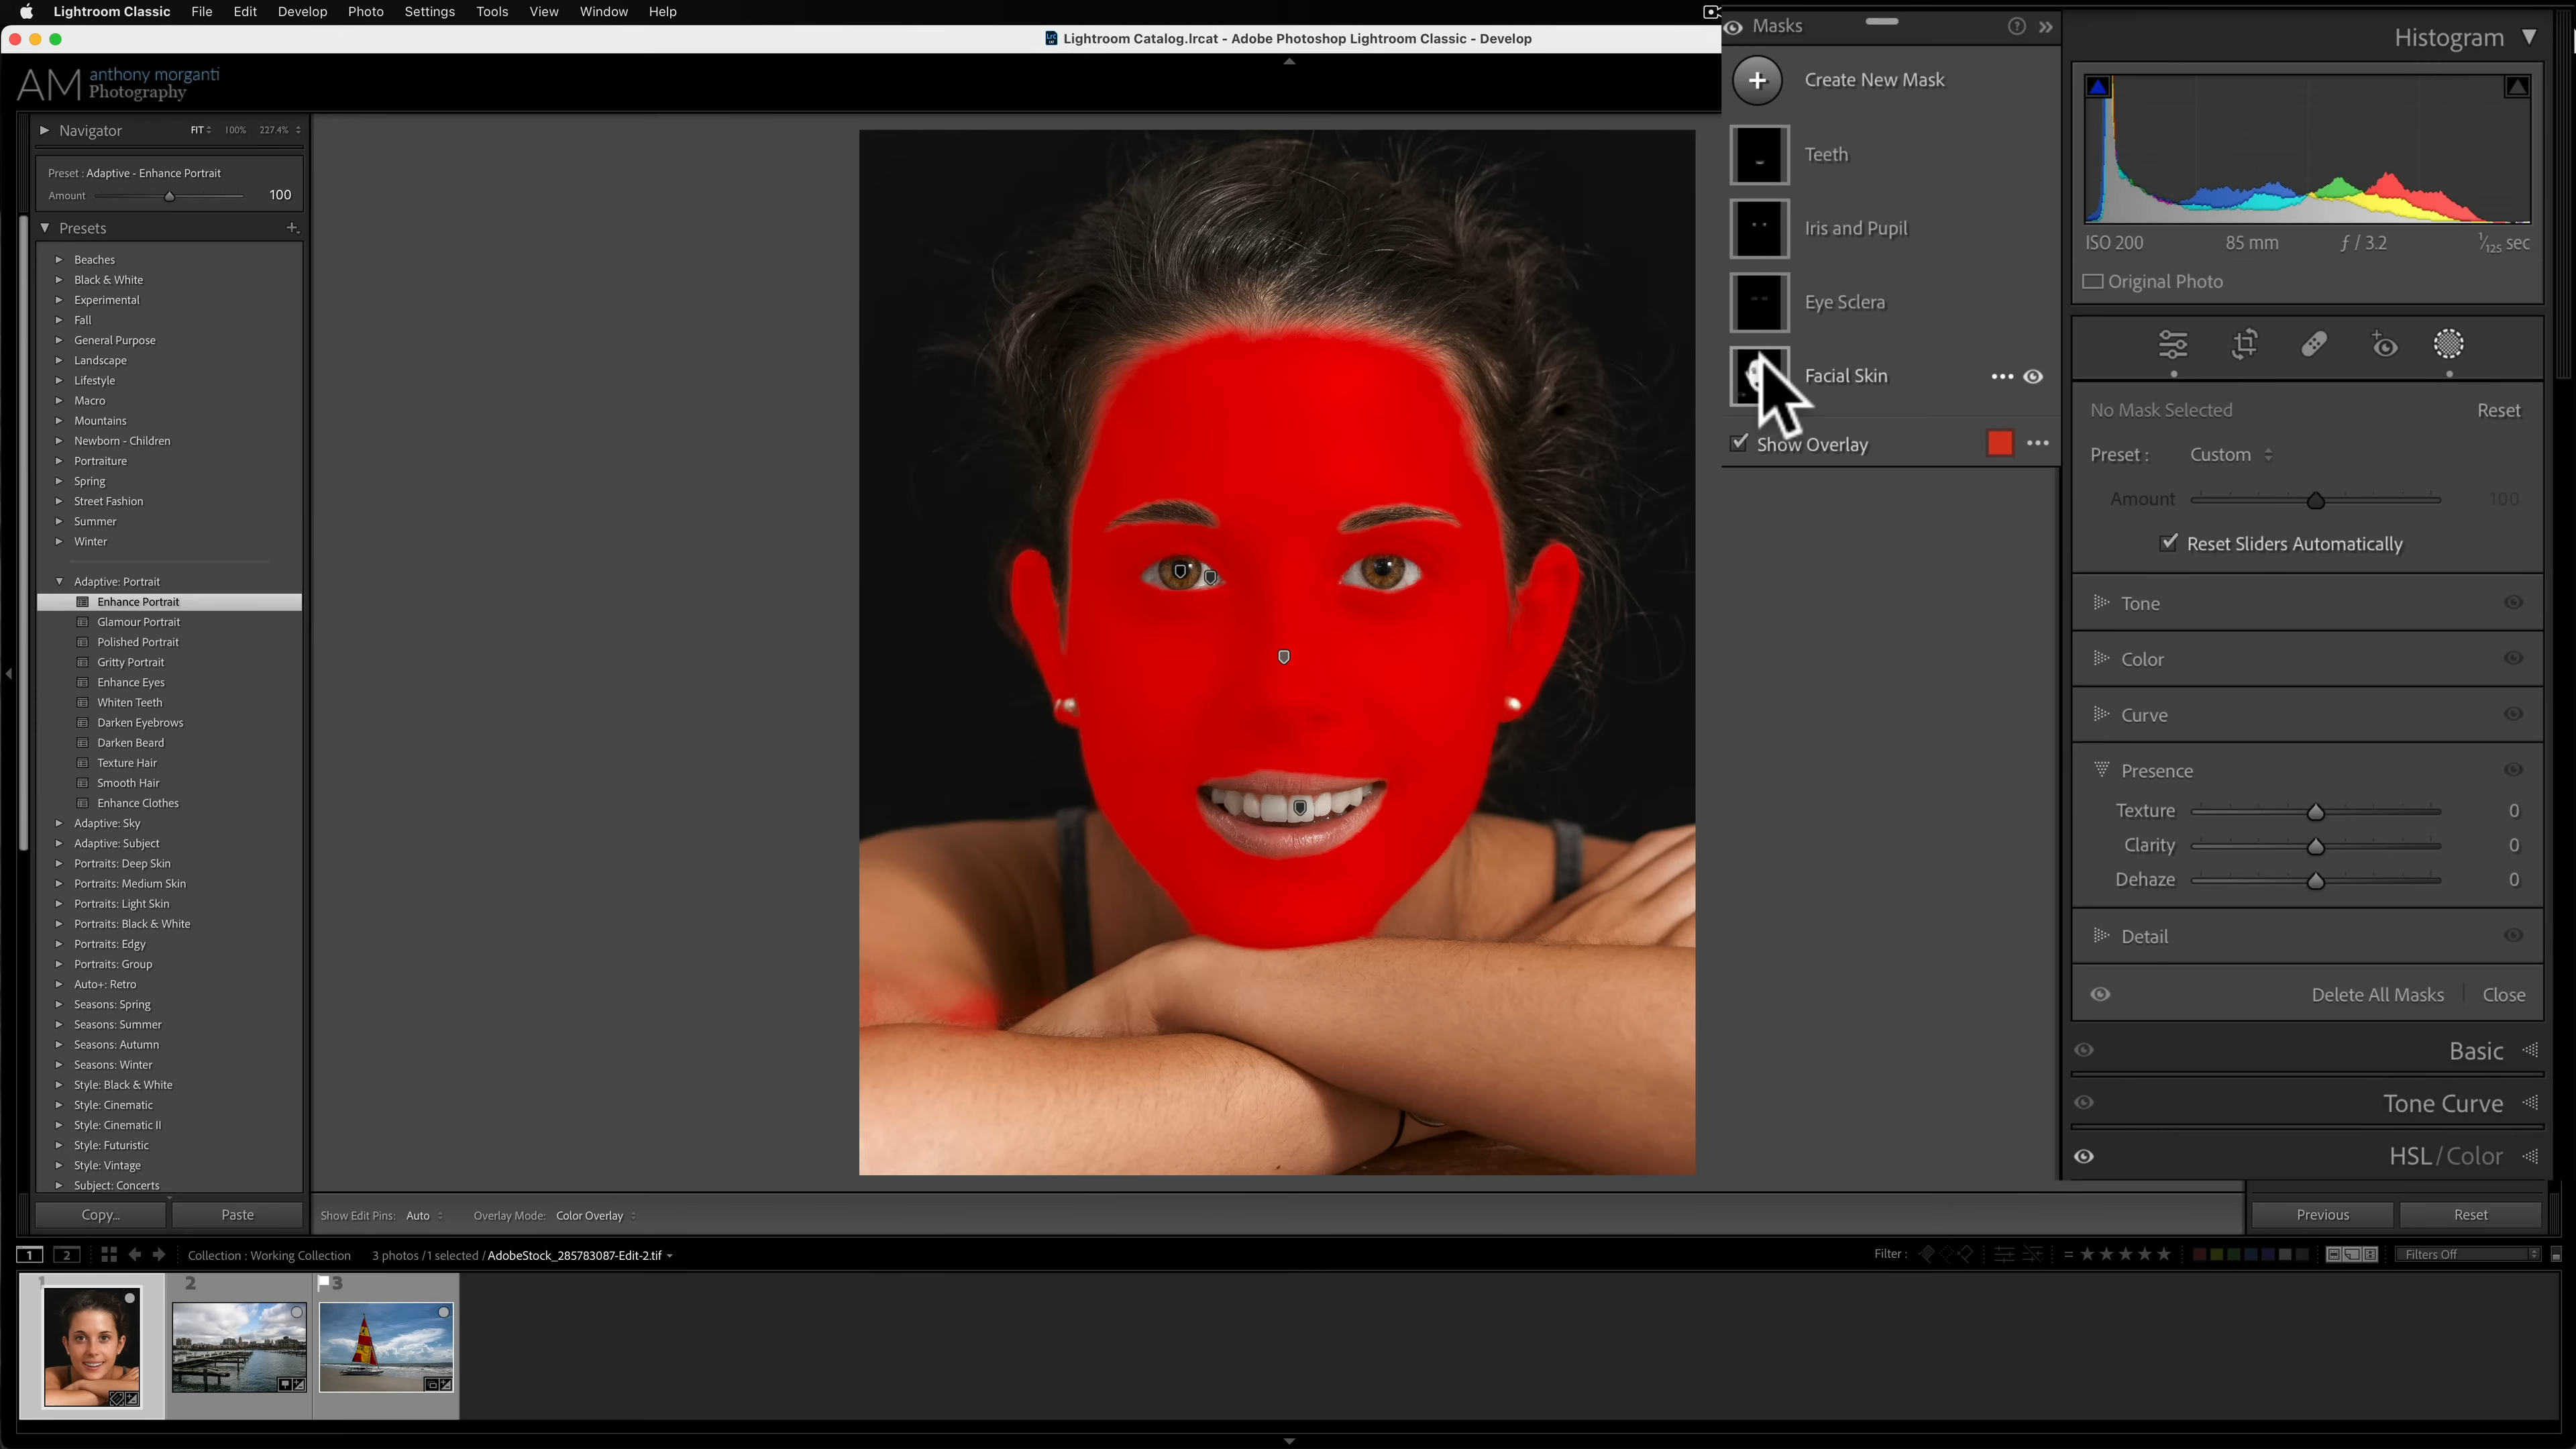 Lightroom Classic File Edit Develop Photo Settings Tools View Window Help
Lightroom Catalog.lrcat - Adobe Photoshop Lightroom Classic - Develop
AM anthony morganti
Photography
Navigator FIT 100% 227.4%
Preset : Adaptive - Enhance Portrait
Amount 100
Presets
Beaches
Black & White
Experimental
Fall
General Purpose
Landscape
Lifestyle
Macro
Mountains
Newborn - Children
Portraiture
Spring
Street Fashion
Summer
Winter
Adaptive: Portrait
Enhance Portrait
Glamour Portrait
Polished Portrait
Gritty Portrait
Enhance Eyes
Whiten Teeth
Darken Eyebrows
Darken Beard
Texture Hair
Smooth Hair
Enhance Clothes
Adaptive: Sky
Adaptive: Subject
Portraits: Deep Skin
Portraits: Medium Skin
Portraits: Light Skin
Portraits: Black & White
Portraits: Edgy
Portraits: Group
Auto+: Retro
Seasons: Spring
Seasons: Summer
Seasons: Autumn
Seasons: Winter
Style: Black & White
Style: Cinematic
Style: Cinematic II
Style: Futuristic
Style: Vintage
Subject: Concerts
Copy... Paste
Masks
Create New Mask
Teeth
Iris and Pupil
Eye Sclera
Facial Skin
Show Overlay
Histogram
ISO 200 85 mm ƒ / 3.2 1/125 sec
Original Photo
No Mask Selected Reset
Preset : Custom
Amount 100
Reset Sliders Automatically
Tone
Color
Curve
Presence
Texture 0
Clarity 0
Dehaze 0
Detail
Delete All Masks Close
Basic
Tone Curve
HSL / Color
Show Edit Pins: Auto Overlay Mode: Color Overlay
Previous Reset
1 2 Collection : Working Collection 3 photos / 1 selected / AdobeStock_285783087-Edit-2.tif
Filter : Filters Off
1 2 3